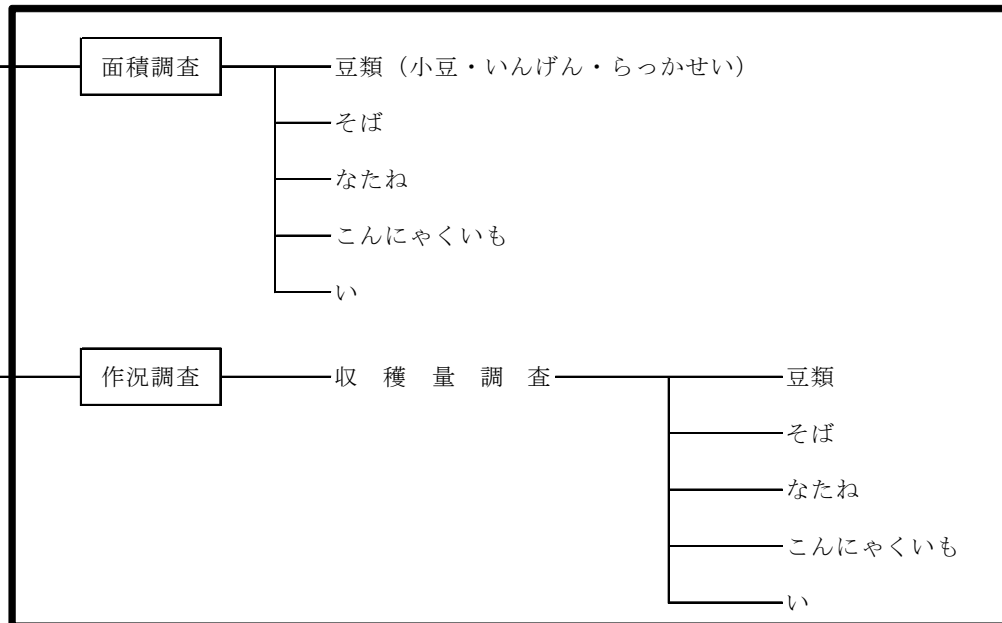 面積調査 豆類（小豆・いんげん・らっかせい）
そば
なたね
こんにゃくいも
い
作況調査 収穫量調査 豆類
そば
なたね
こんにゃくいも
い